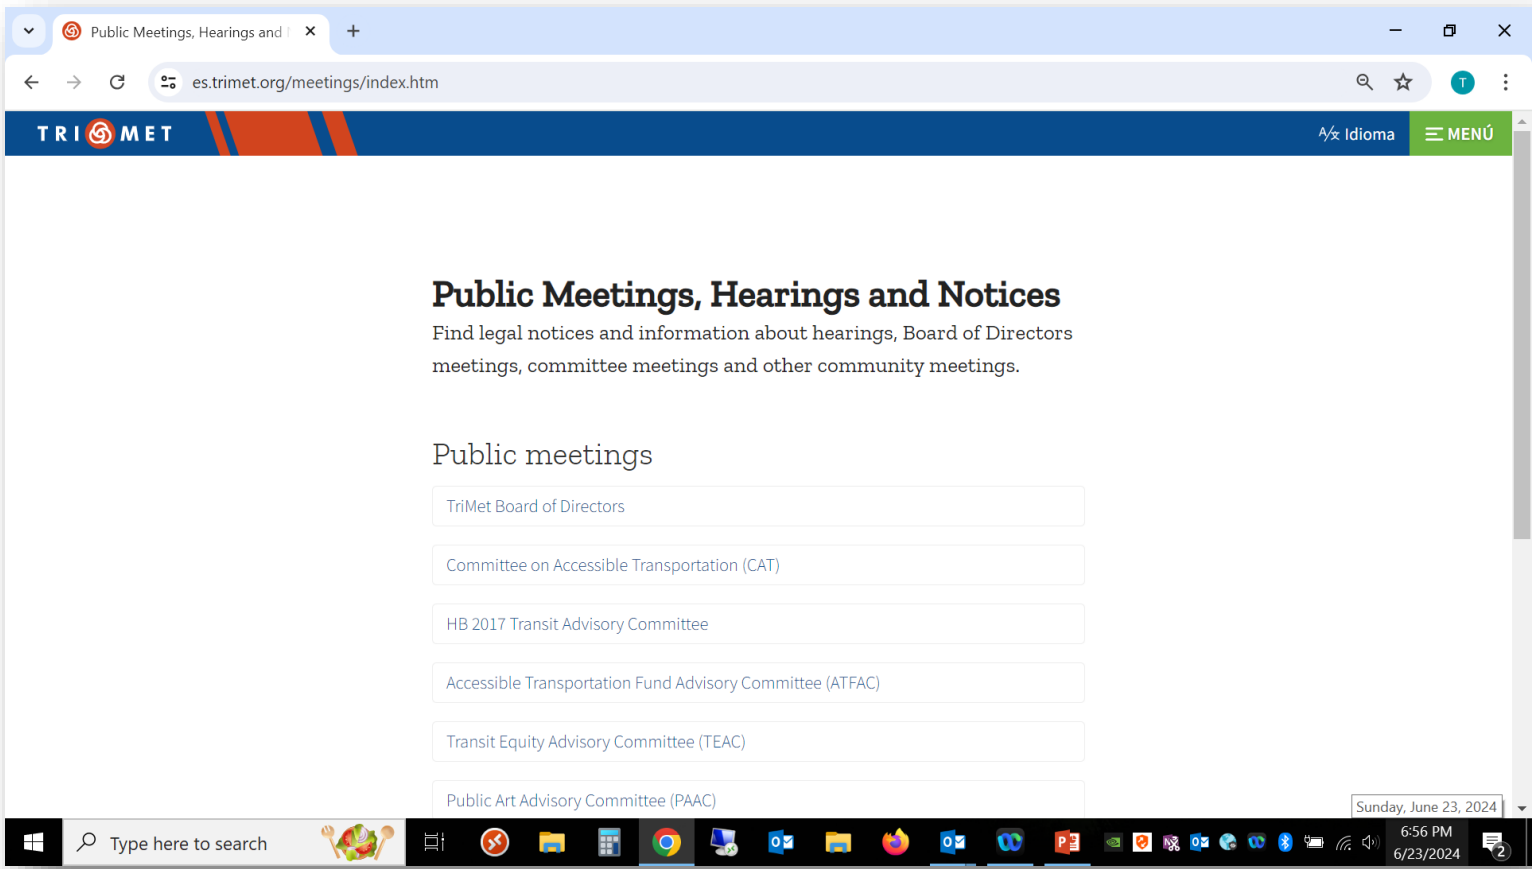 Public Meetings, Hearings and
es.trimet.org/meetings/index.htm
T
TRIMET
Idioma
MENÚ
Public Meetings, Hearings and Notices
Find legal notices and information about hearings, Board of Directors
meetings, committee meetings and other community meetings.
Public meetings
TriMet Board of Directors
Committee on Accessible Transportation (CAT)
HB 2017 Transit Advisory Committee
Accessible Transportation Fund Advisory Committee (ATFAC)
Transit Equity Advisory Committee (TEAC)
Public Art Advisory Committee (PAAC)
Sunday, June 23, 2024
Type here to search
6:56 PM
6/23/2024
2